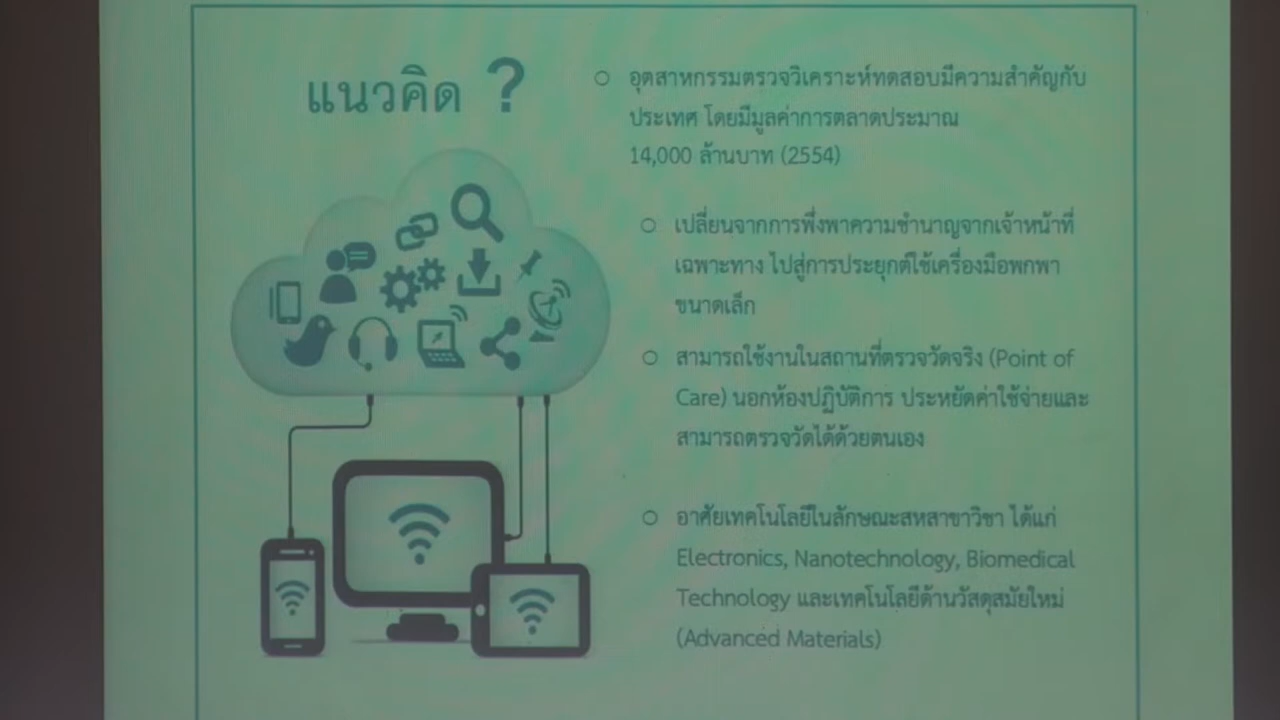 แนวคิด ?
○ อุตสาหกรรมตรวจวิเคราะห์ทดสอบมีความสำคัญกับ
ประเทศ โดยมีมูลค่าการตลาดประมาณ
14,000 ล้านบาท (2554)
○ เปลี่ยนจากการพึ่งพาความชำนาญจากเจ้าหน้าที่
เฉพาะทาง ไปสู่การประยุกต์ใช้เครื่องมือพกพา
ขนาดเล็ก
○ สามารถใช้งานในสถานที่ตรวจวัดจริง (Point of
Care) นอกห้องปฏิบัติการ ประหยัดค่าใช้จ่ายและ
สามารถตรวจวัดได้ด้วยตนเอง
○ อาศัยเทคโนโลยีในลักษณะสหสาขาวิชา ได้แก่
Electronics, Nanotechnology, Biomedical
Technology และเทคโนโลยีด้านวัสดุสมัยใหม่
(Advanced Materials)